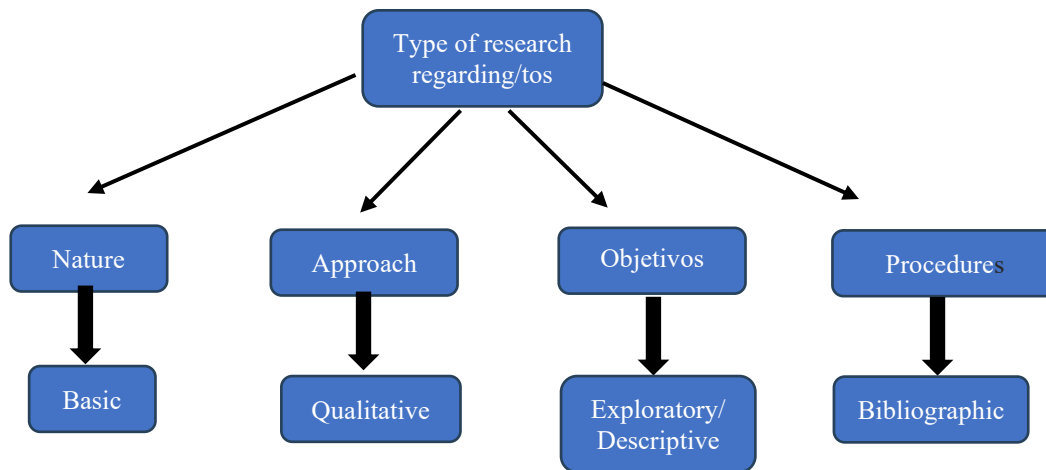 Type of research
regarding/tos
Nature
Approach
Objetivos
Procedures
Basic
Qualitative
Exploratory/
Descriptive
Bibliographic